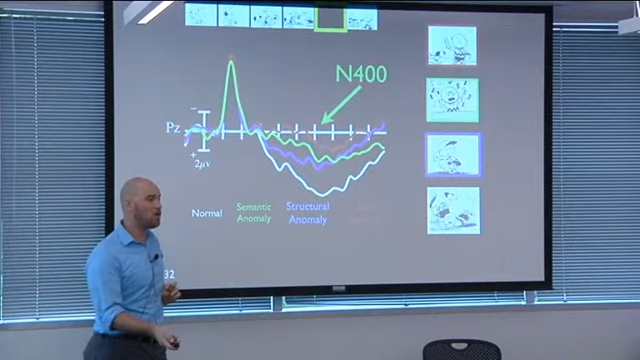 N400
−
Pz
+
2μv
Normal
Semantic
Anomaly
Structural
Anomaly
32